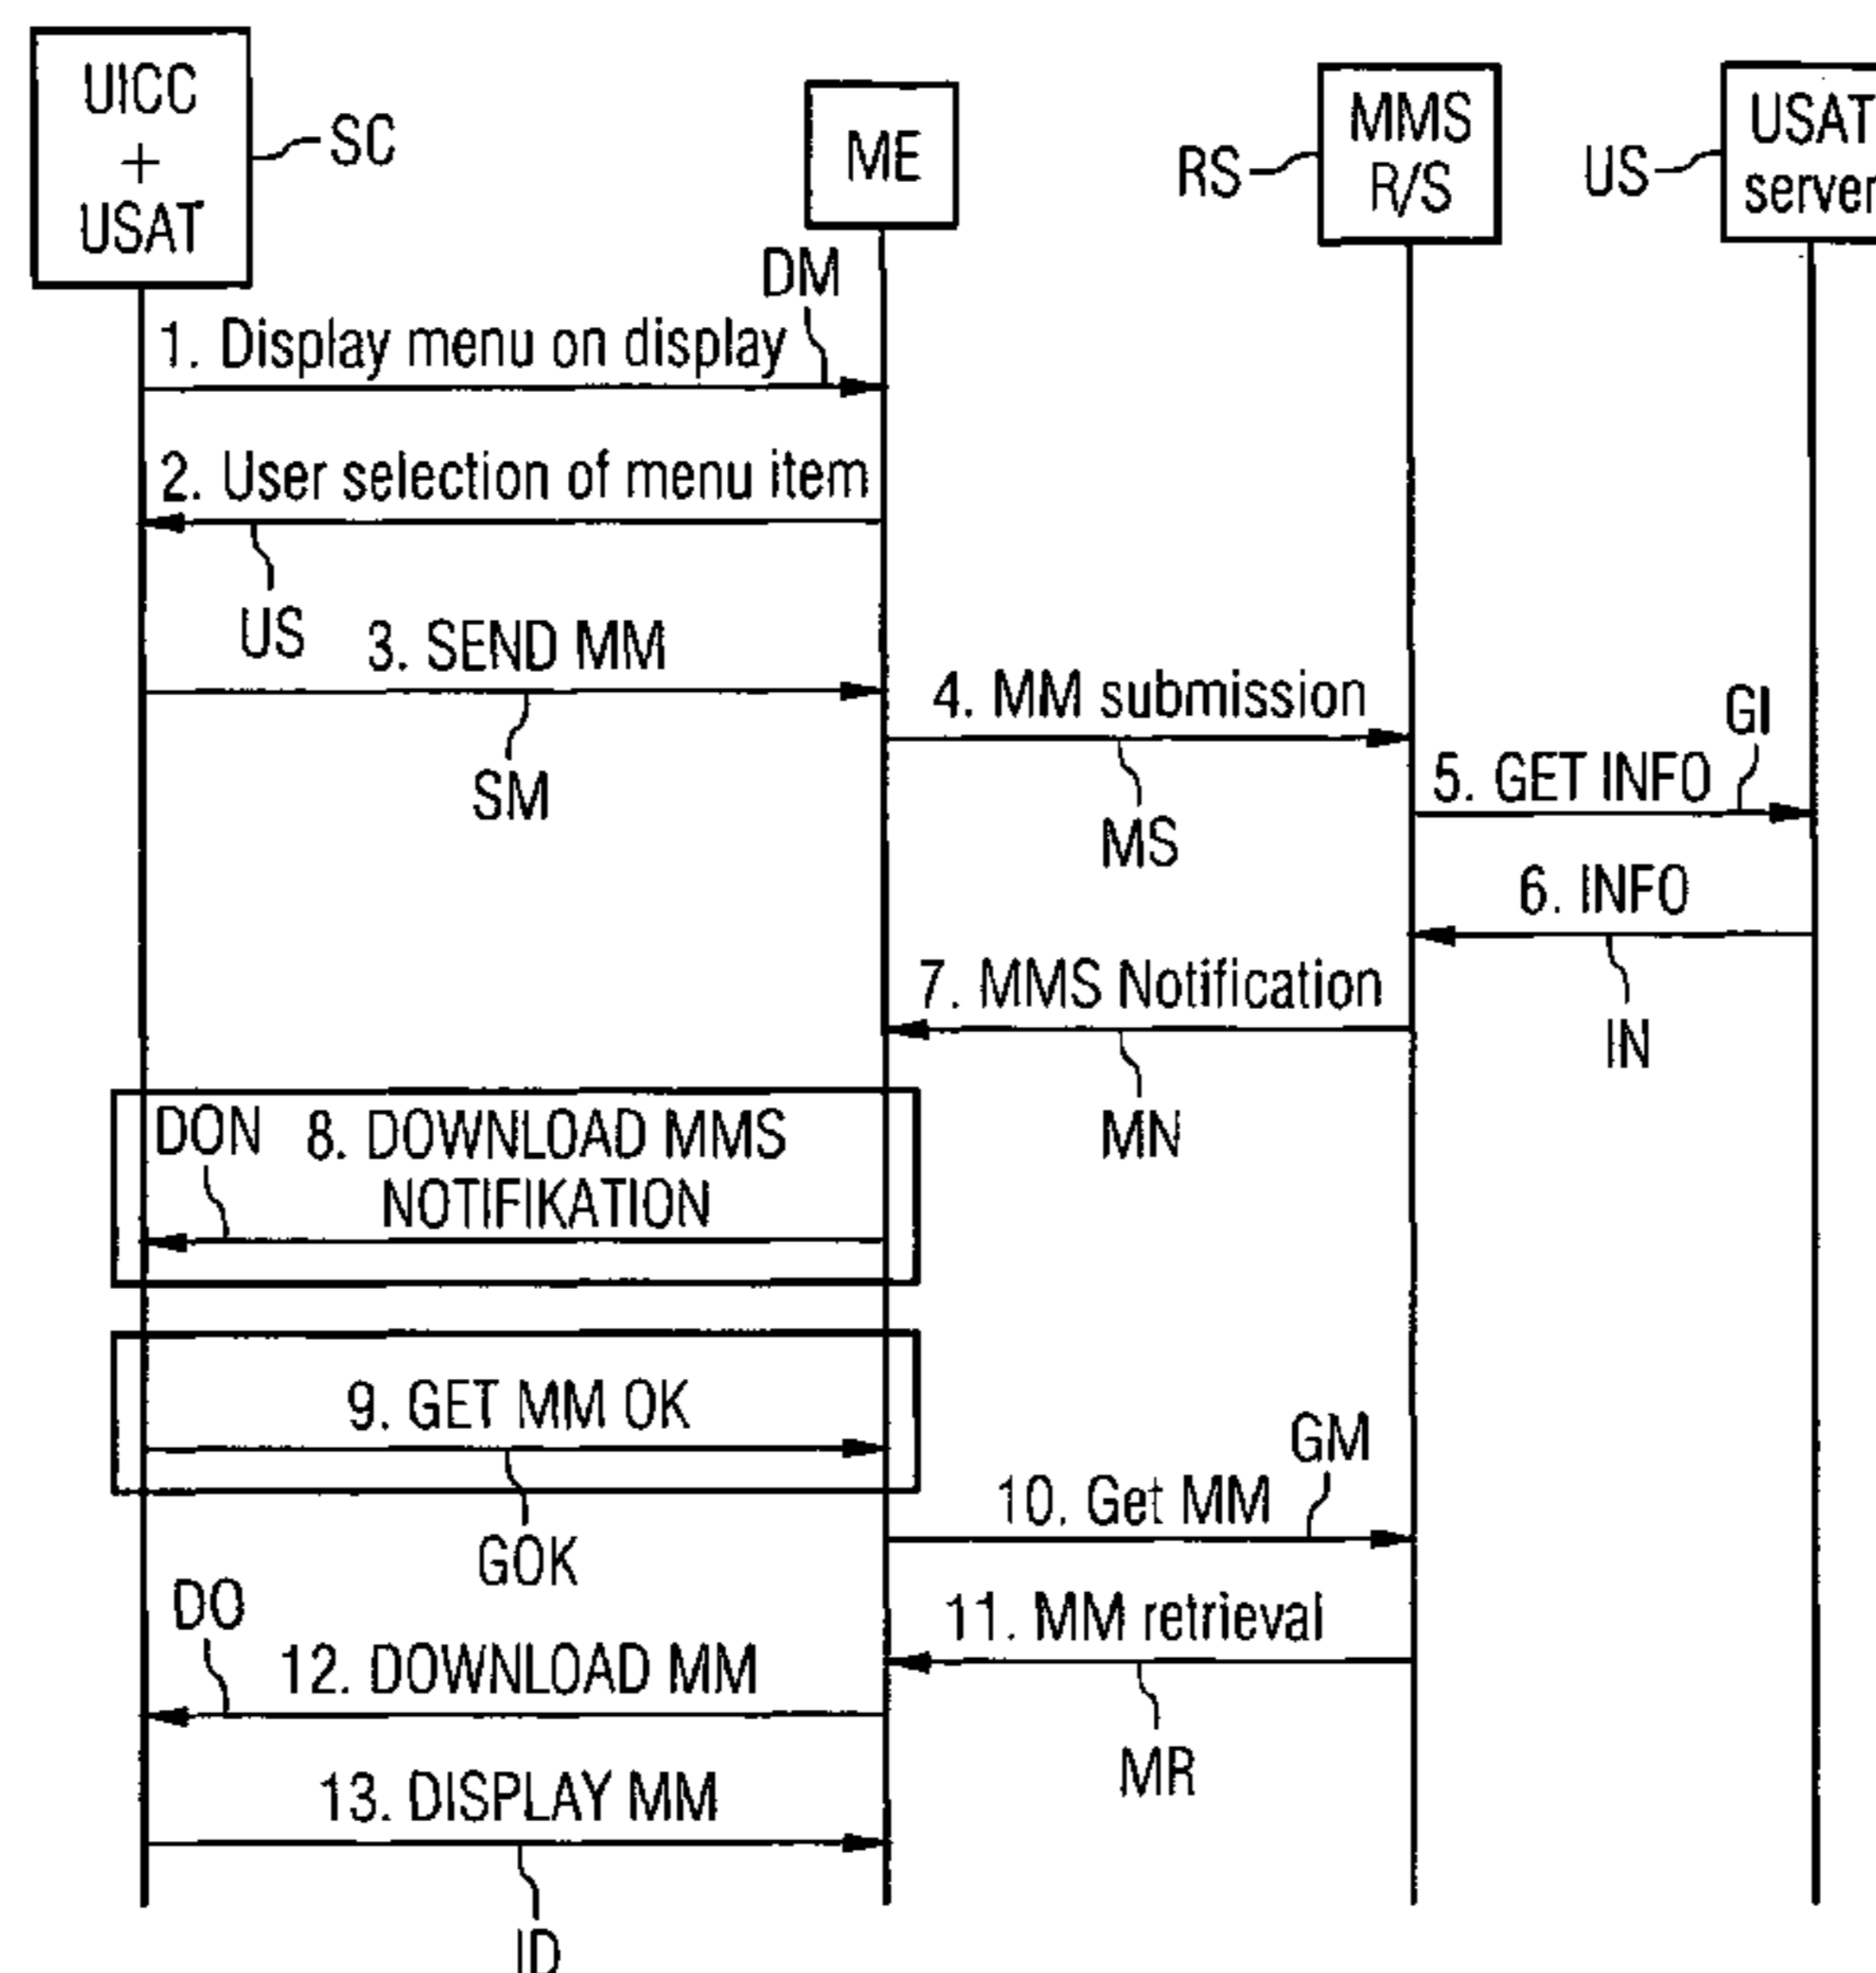 UICC
+
USAT
SC
ME
RS
MMS
R/S
US
USAT
server
DM
1. Display menu on display
2. User selection of menu item
US
3. SEND MM
SM
4. MM submission
MS
GI
5. GET INFO
6. INFO
IN
7. MMS Notification
MN
DON
8. DOWNLOAD MMS
NOTIFIKATION
9. GET MM OK
GOK
GM
10. Get MM
11. MM retrieval
MR
DO
12. DOWNLOAD MM
13. DISPLAY MM
ID